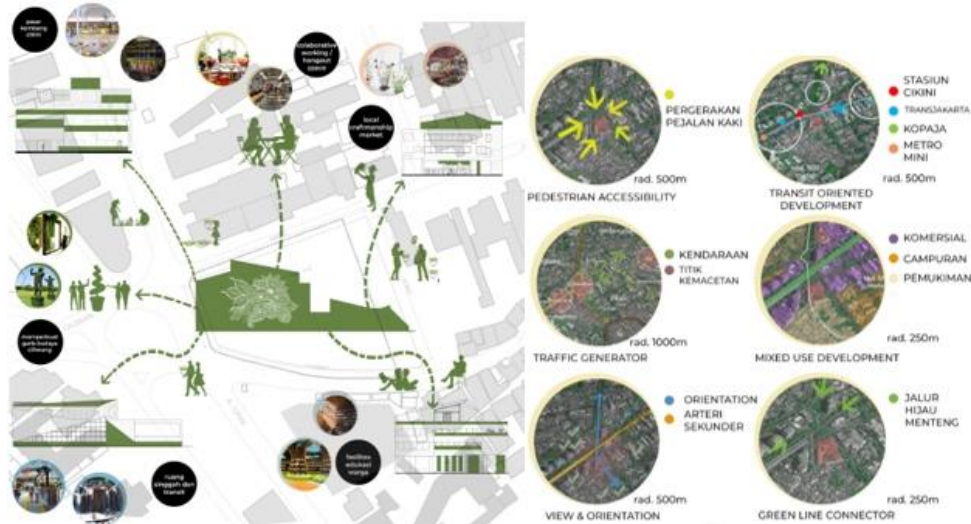 pasar
kembang
cikini
collaborative
working /
hangout
space
local
craftmanship
market
memperkuat
garis budaya
ciliwung
ruang
singgah dan
transit
fasilitas
edukasi
warga
PERGERAKAN
PEJALAN KAKI
rad. 500m
PEDESTRIAN ACCESSIBILITY
STASIUN
CIKINI
TRANSJAKARTA
KOPAJA
METRO
MINI
rad. 500m
TRANSIT ORIENTED
DEVELOPMENT
KENDARAAN
TITIK
KEMACETAN
rad. 1000m
TRAFFIC GENERATOR
KOMERSIAL
CAMPURAN
PEMUKIMAN
rad. 250m
MIXED USE DEVELOPMENT
ORIENTATION
ARTERI
SEKUNDER
rad. 500m
VIEW & ORIENTATION
JALUR
HIJAU
MENTENG
rad. 250m
GREEN LINE CONNECTOR